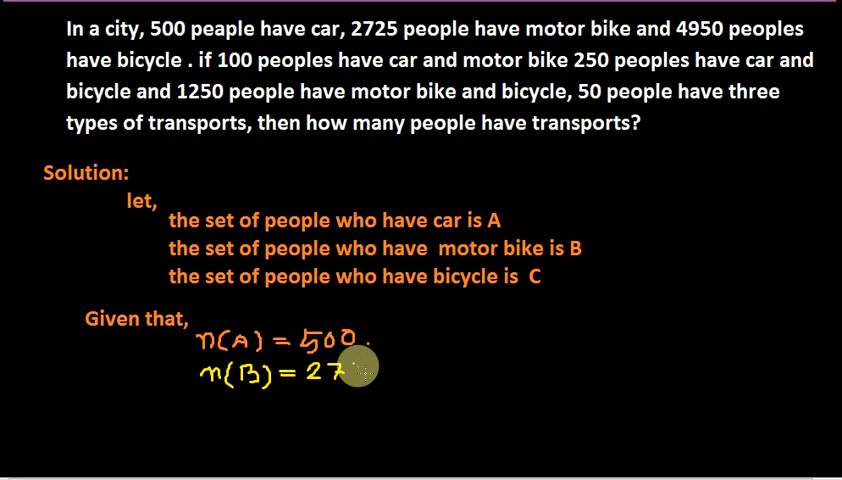 In a city, 500 peaple have car, 2725 people have motor bike and 4950 peoples
have bicycle . if 100 peoples have car and motor bike 250 peoples have car and
bicycle and 1250 people have motor bike and bicycle, 50 people have three
types of transports, then how many people have transports?
Solution:
let,
the set of people who have car is A
the set of people who have motor bike is B
the set of people who have bicycle is C
Given that,
n(A) = 500.
n(B) = 27